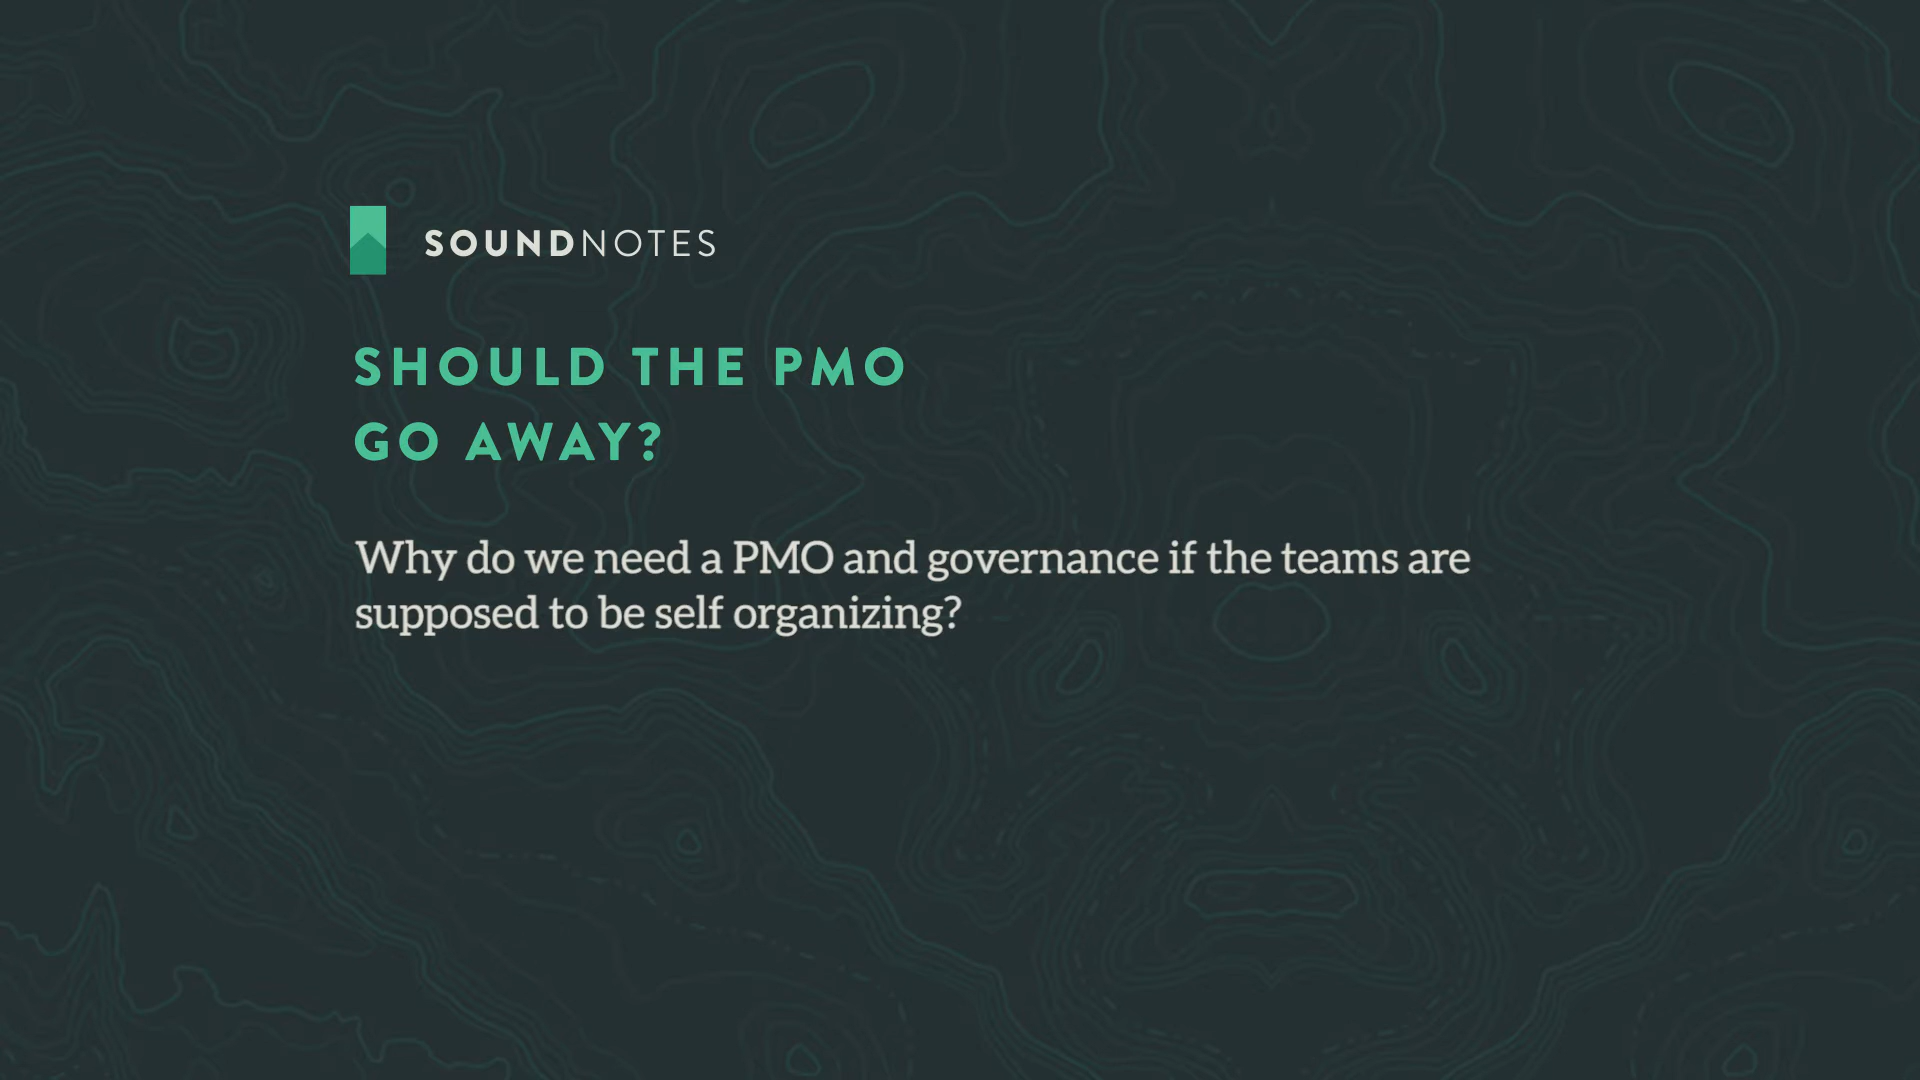 SOUNDNOTES
SHOULD THE PMO
GO AWAY?
Why do we need a PMO and governance if the teams are
supposed to be self organizing?